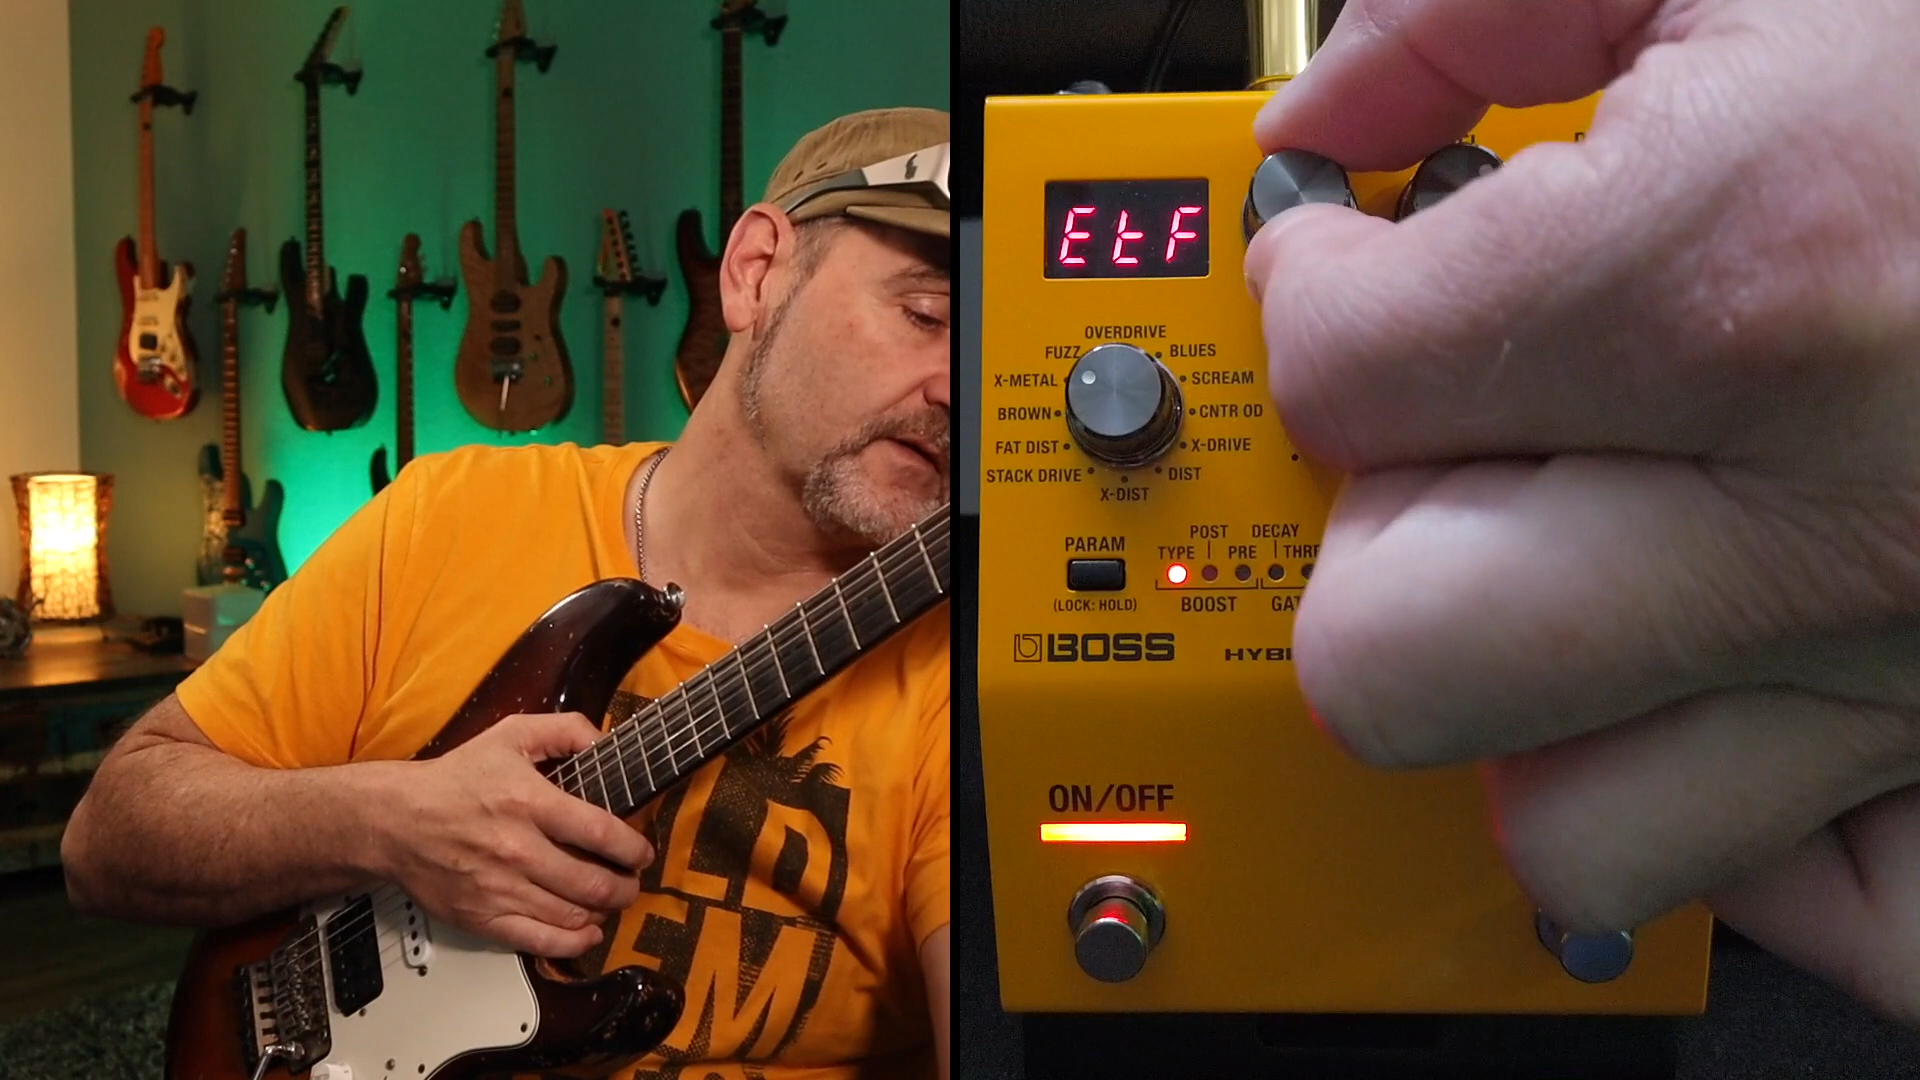 EtF
OVERDRIVE
FUZZ
BLUES
X-METAL
SCREAM
BROWN
CNTR OD
FAT DIST
X-DRIVE
STACK DRIVE
DIST
X-DIST
PARAM
(LOCK: HOLD)
POST DECAY
TYPE PRE
BOOST
BOSS
ON/OFF